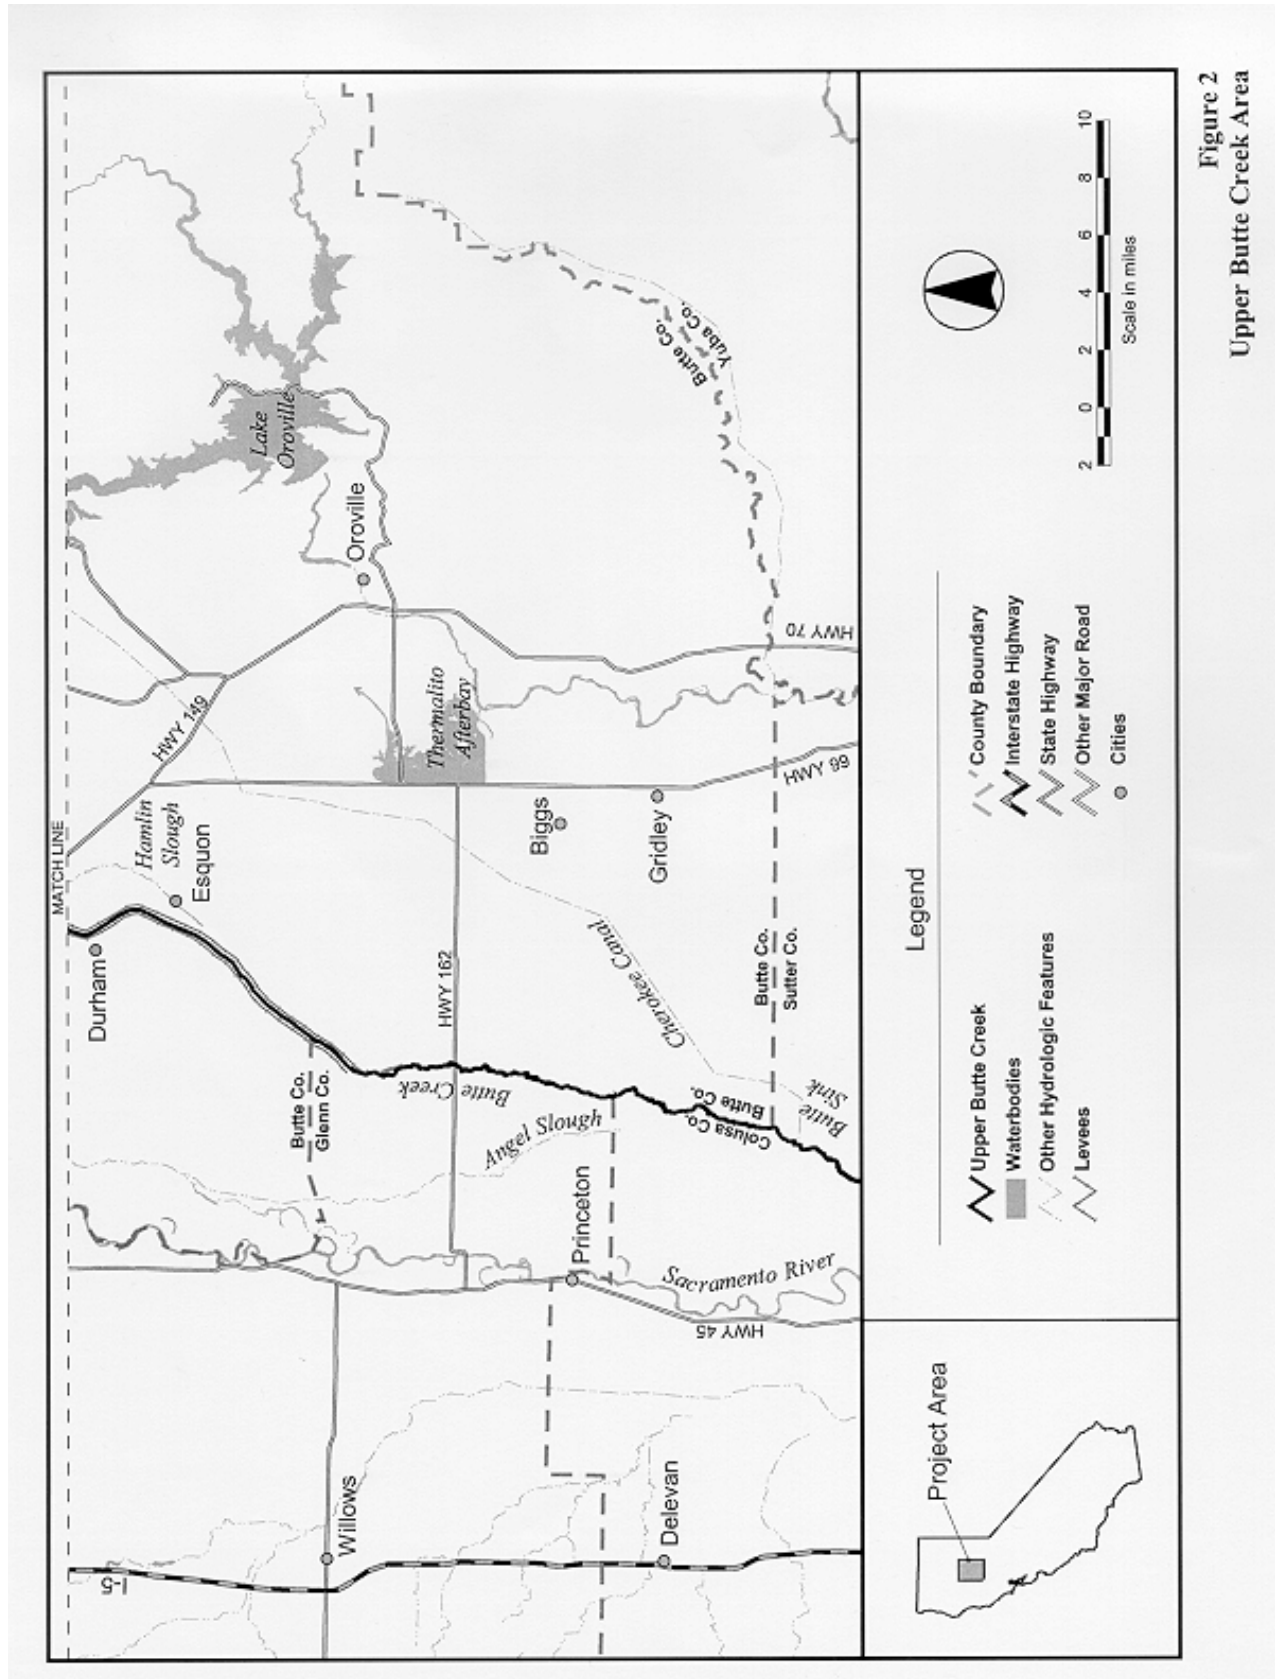 MATCH LINE
I-5
Willows
Delevan
Princeton
HWY 45
Sacramento River
Angel Slough
Butte Co.
Glenn Co.
Butte Creek
HWY 162
Durham
Hamlin
Slough
Esquon
HWY 149
Biggs
Gridley
Cherokee Canal
Colusa Co.
Butte Co.
Butte
Sink
Butte Co.
Sutter Co.
HWY 99
HWY 70
Thermalito
Afterbay
Oroville
Lake
Oroville
Butte Co.
Yuba Co.
Project Area
Legend
Upper Butte Creek
Waterbodies
Other Hydrologic Features
Levees
County Boundary
Interstate Highway
State Highway
Other Major Road
Cities
2 0 2 4 6 8 10
Scale in miles
Figure 2
Upper Butte Creek Area